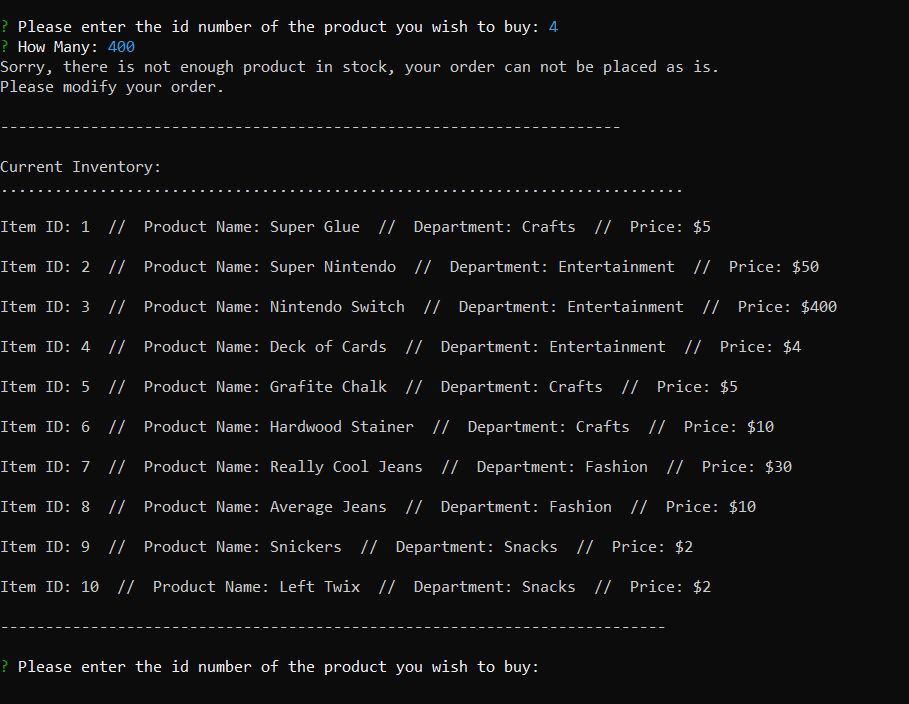 ? Please enter the id number of the product you wish to buy: 4
? How Many: 400
Sorry, there is not enough product in stock, your order can not be placed as is.
Please modify your order.
---------------------------------------------------------------------
Current Inventory:
............................................................................
Item ID: 1  //  Product Name: Super Glue  //  Department: Crafts  //  Price: $5
Item ID: 2  //  Product Name: Super Nintendo  //  Department: Entertainment  //  Price: $50
Item ID: 3  //  Product Name: Nintendo Switch  //  Department: Entertainment  //  Price: $400
Item ID: 4  //  Product Name: Deck of Cards  //  Department: Entertainment  //  Price: $4
Item ID: 5  //  Product Name: Grafite Chalk  //  Department: Crafts  //  Price: $5
Item ID: 6  //  Product Name: Hardwood Stainer  //  Department: Crafts  //  Price: $10
Item ID: 7  //  Product Name: Really Cool Jeans  //  Department: Fashion  //  Price: $30
Item ID: 8  //  Product Name: Average Jeans  //  Department: Fashion  //  Price: $10
Item ID: 9  //  Product Name: Snickers  //  Department: Snacks  //  Price: $2
Item ID: 10  //  Product Name: Left Twix  //  Department: Snacks  //  Price: $2
--------------------------------------------------------------------------
? Please enter the id number of the product you wish to buy: